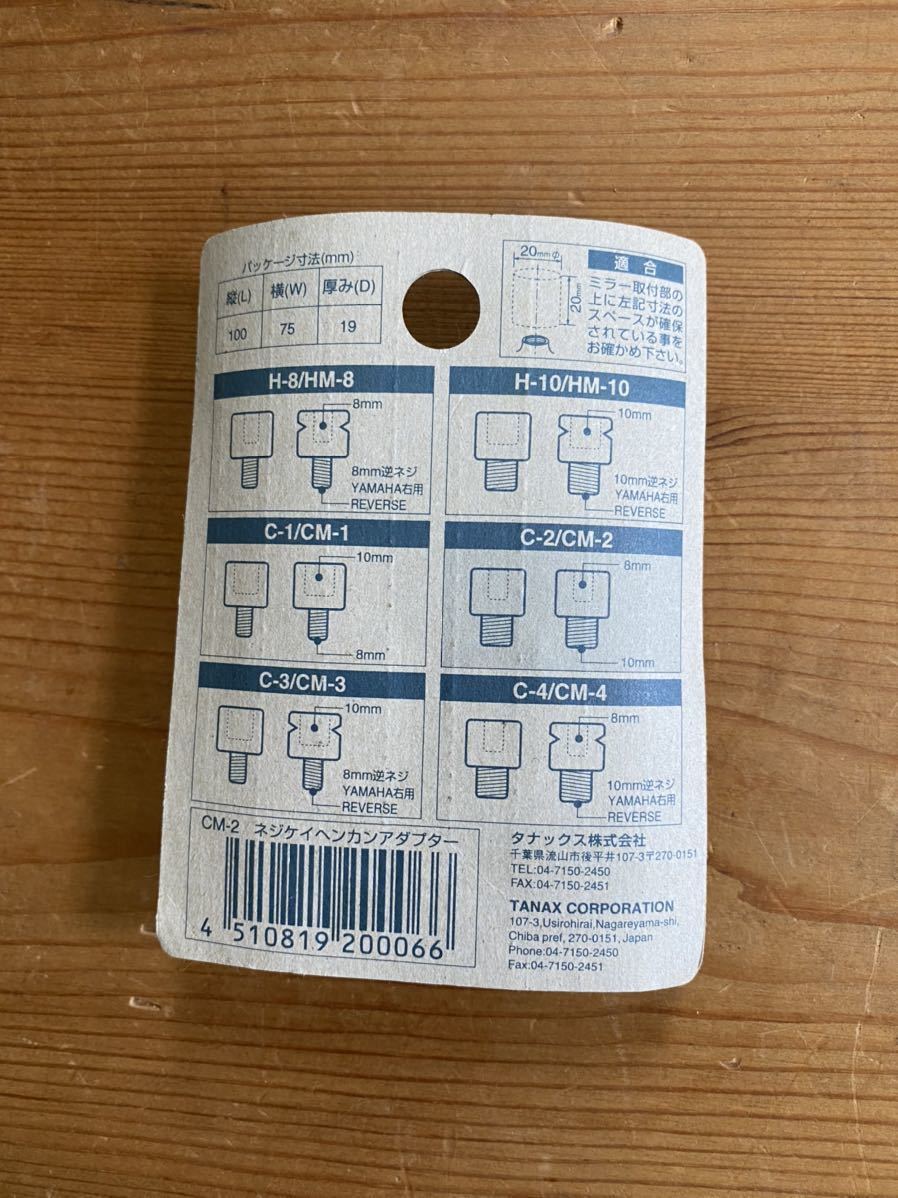 パッケージ寸法(mm)
縦(L) 横(W) 厚み(D)
100 75 19
20mmφ
20mm
適合
ミラー取付部の
上に左記寸法の
スペースが確保
されている事を
お確かめ下さい。
H-8/HM-8
8mm
8mm逆ネジ
YAMAHA右用
REVERSE
H-10/HM-10
10mm
10mm逆ネジ
YAMAHA右用
REVERSE
C-1/CM-1
10mm
8mm
C-2/CM-2
8mm
10mm
C-3/CM-3
10mm
8mm逆ネジ
YAMAHA右用
REVERSE
C-4/CM-4
8mm
10mm逆ネジ
YAMAHA右用
REVERSE
CM-2 ネジケイヘンカンアダプター
4 510819 200066
タナックス株式会社
千葉県流山市後平井107-3〒270-0151
TEL:04-7150-2450
FAX:04-7150-2451
TANAX CORPORATION
107-3,Usirohirai,Nagareyama-shi,
Chiba pref, 270-0151, Japan
Phone:04-7150-2450
Fax:04-7150-2451